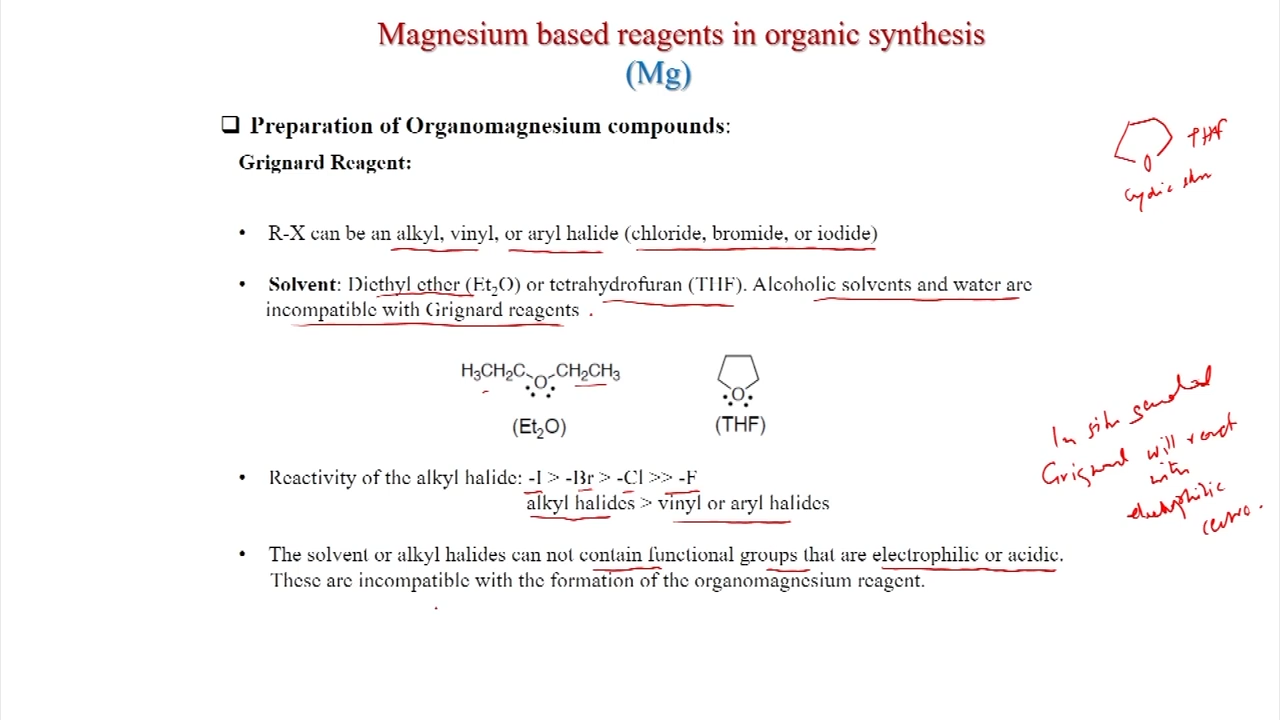 Magnesium based reagents in organic synthesis
(Mg)
❑ Preparation of Organomagnesium compounds:
Grignard Reagent:
THF
O
cyclic
• R-X can be an alkyl, vinyl, or aryl halide (chloride, bromide, or iodide)
• Solvent: Diethyl ether (Et₂O) or tetrahydrofuran (THF). Alcoholic solvents and water are
incompatible with Grignard reagents .
H₃CH₂C O CH₂CH₃
O
(Et₂O)
(THF)
In situ
Grignard will react
with
electrophilic
• Reactivity of the alkyl halide: -I > -Br > -Cl >> -F
alkyl halides > vinyl or aryl halides
• The solvent or alkyl halides can not contain functional groups that are electrophilic or acidic.
These are incompatible with the formation of the organomagnesium reagent.